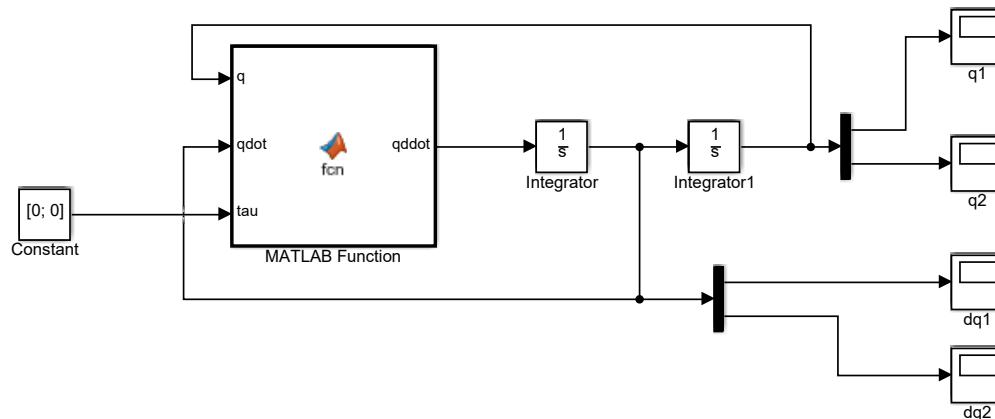 q
qdot
tau
fcn
qddot
MATLAB Function
[0; 0]
Constant
1
s
Integrator
1
s
Integrator1
q1
q2
dq1
dq2